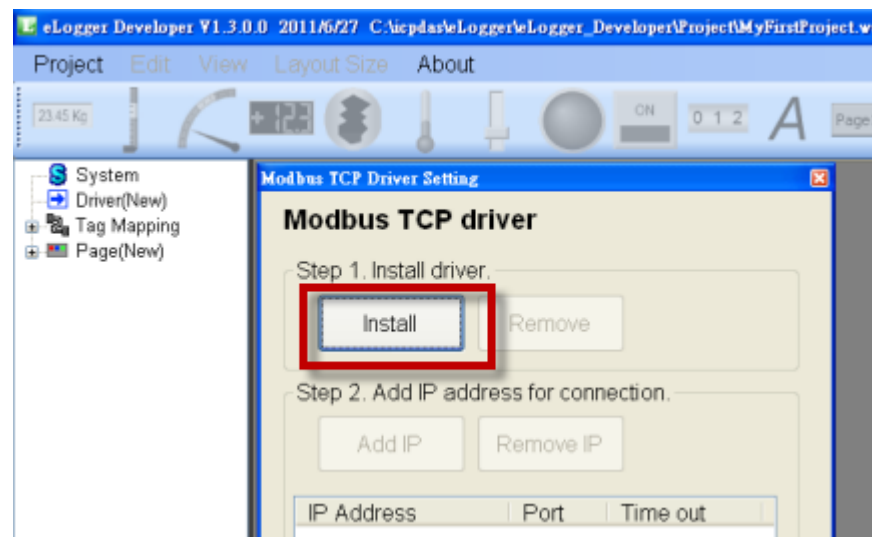 eLogger Developer V1.3.0.0 2011/6/27 C:\icpdas\eLogger\eLogger_Developer\Project\MyFirstProject.w
Project Edit View Layout Size About
23.45 Kg + 123 ON 0 1 2 A Page
System
Driver(New)
Tag Mapping
Page(New)
Modbus TCP Driver Setting
Modbus TCP driver
Step 1. Install driver.
Install Remove
Step 2. Add IP address for connection.
Add IP Remove IP
IP Address Port Time out